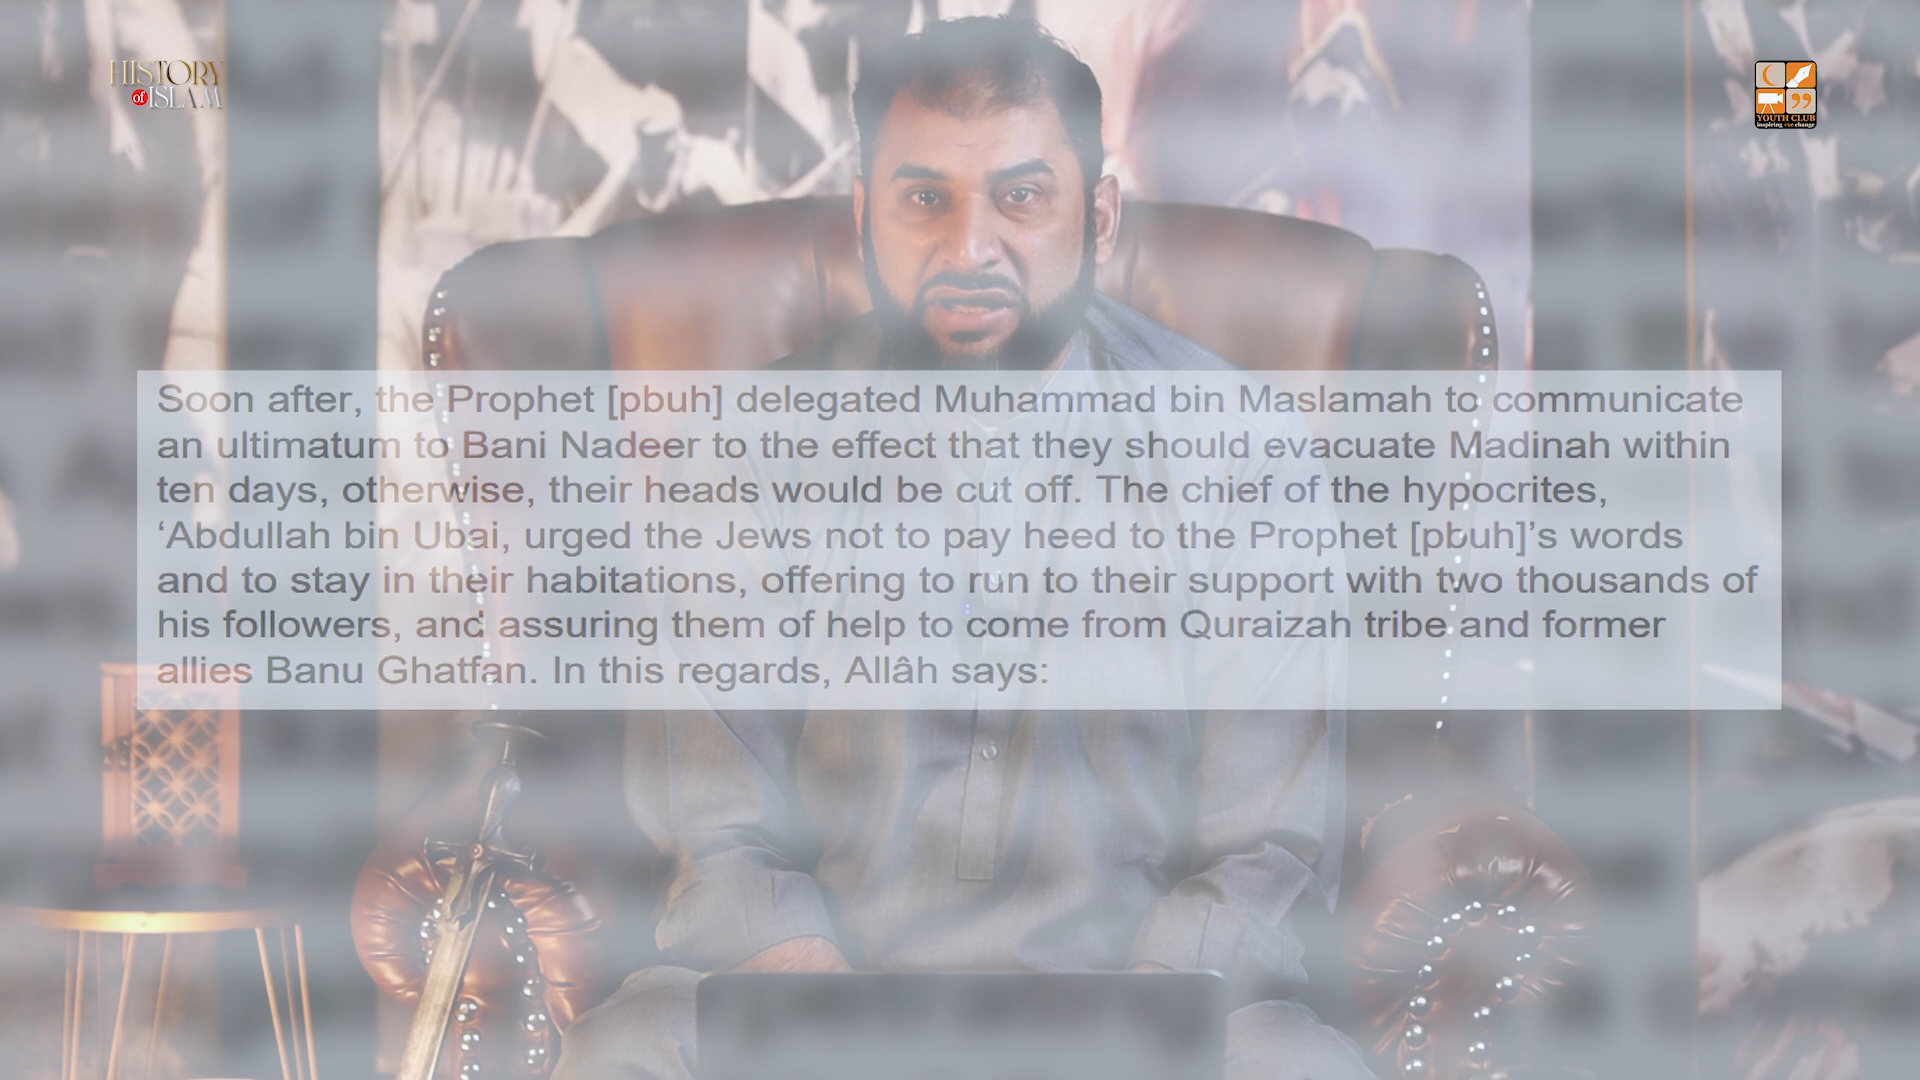 HISTORY
of ISLAM
YOUTH CLUB
inspiring +ve change
Soon after, the Prophet [pbuh] delegated Muhammad bin Maslamah to communicate
an ultimatum to Bani Nadeer to the effect that they should evacuate Madinah within
ten days, otherwise, their heads would be cut off. The chief of the hypocrites,
‘Abdullah bin Ubai, urged the Jews not to pay heed to the Prophet [pbuh]’s words
and to stay in their habitations, offering to run to their support with two thousands of
his followers, and assuring them of help to come from Quraizah tribe and former
allies Banu Ghatfan. In this regards, Allâh says: